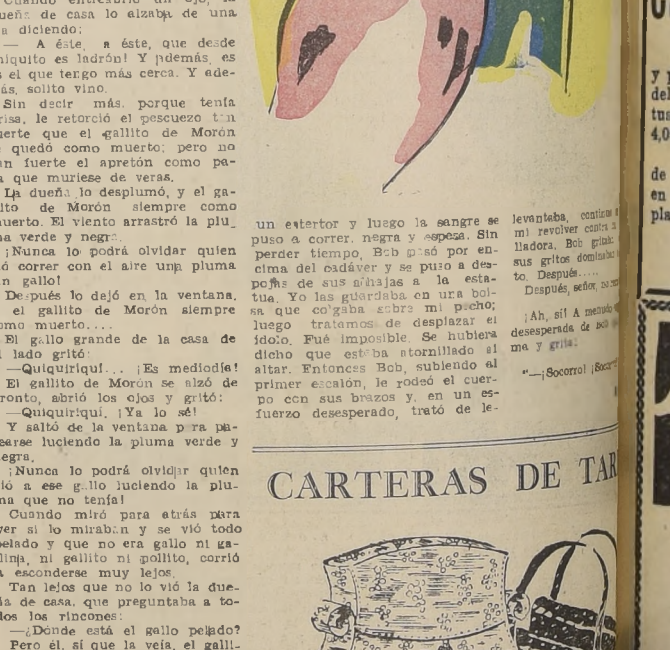 de casa lo alzaba de una
diciendo;
— A éste, a éste, que desde
chiquito es ladrón! Y además, es
el que tengo más cerca. Y ade-
más, solito vino.
Sin decir más, porque tenía
prisa, le retorció el pescuezo tan
fuerte que el gallito de Morón
quedó como muerto; pero no
tan fuerte el apretón como pa-
que muriese de veras.
La dueña lo desplumó, y el ga-
llito de Morón siempre como
muerto. El viento arrastró la plu_
ma verde y negra.
¡Nunca lo podrá olvidar quien
correr con el aire una pluma
gallo!
Después lo dejó en la ventana,
el gallito de Morón siempre
como muerto....
El gallo grande de la casa de
lado gritó:
—Quiquiriquí... ¡Es mediodía!
El gallito de Morón se alzó de
pronto, abrió los ojos y gritó:
—Quiquiriquí. ¡Ya lo sé!
Y saltó de la ventana para pa-
searse luciendo la pluma verde y
negra.
¡Nunca lo podrá olvidar quien
vió a ese gallo luciendo la plu-
ma que no tenía!
Cuando miró para atrás para
ver si lo miraban y se vió todo
pelado y que no era gallo ni ga-
llina, ni gallito ni pollito, corrió
a esconderse muy lejos.
Tan lejos que no lo vió la due-
ña de casa, que preguntaba a to-
dos los rincones:
—¿Dónde está el gallo pelado?
Pero él, sí que la veía, el galli-
un estertor y luego la sangre se
puso a correr, negra y espesa. Sin
perder tiempo, Bob pasó por en-
cima del cadáver y se puso a des-
pojar de sus alhajas a la esta-
tua. Yo las guardaba en una bol-
sa que colgaba sobre mi pecho;
luego tratamos de desplazar el
ídolo. Fué imposible. Se hubiera
dicho que estaba atornillado al
altar. Entonces Bob, subiendo al
primer escalón, le rodeó el cuer-
po con sus brazos y, en un es-
fuerzo desesperado, trató de le-
levantaba,
mi revolver contra
lladora. Bob
sus gritos
to. Después.....
Después, señor, no
¡Ah, sí! A menudo
desesperada de
ma y grita:
"—¡Socorro!
CARTERAS DE
y
del
4,0
de
en